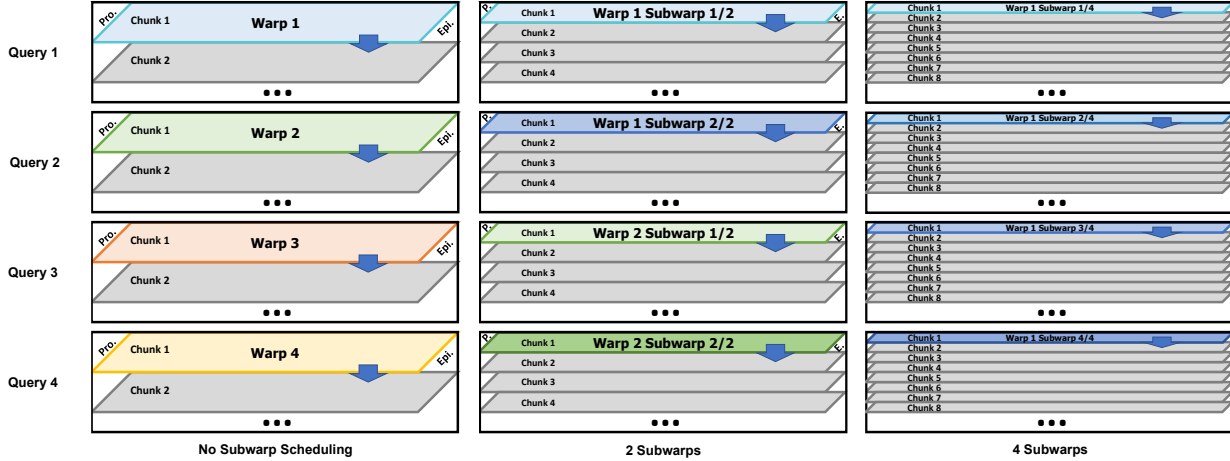 Query 1
Pro.
Chunk 1
Warp 1
Epi.
Chunk 2
...
P.
Chunk 1
Warp 1 Subwarp 1/2
E.
Chunk 2
Chunk 3
Chunk 4
...
Chunk 1
Warp 1 Subwarp 1/4
Chunk 2
Chunk 3
Chunk 4
Chunk 5
Chunk 6
Chunk 7
Chunk 8
...
Query 2
Pro.
Chunk 1
Warp 2
Epi.
Chunk 2
...
P.
Chunk 1
Warp 1 Subwarp 2/2
E.
Chunk 2
Chunk 3
Chunk 4
...
Chunk 1
Warp 1 Subwarp 2/4
Chunk 2
Chunk 3
Chunk 4
Chunk 5
Chunk 6
Chunk 7
Chunk 8
...
Query 3
Pro.
Chunk 1
Warp 3
Epi.
Chunk 2
...
P.
Chunk 1
Warp 2 Subwarp 1/2
E.
Chunk 2
Chunk 3
Chunk 4
...
Chunk 1
Warp 1 Subwarp 3/4
Chunk 2
Chunk 3
Chunk 4
Chunk 5
Chunk 6
Chunk 7
Chunk 8
...
Query 4
Pro.
Chunk 1
Warp 4
Epi.
Chunk 2
...
P.
Chunk 1
Warp 2 Subwarp 2/2
E.
Chunk 2
Chunk 3
Chunk 4
...
Chunk 1
Warp 1 Subwarp 4/4
Chunk 2
Chunk 3
Chunk 4
Chunk 5
Chunk 6
Chunk 7
Chunk 8
...
No Subwarp Scheduling
2 Subwarps
4 Subwarps